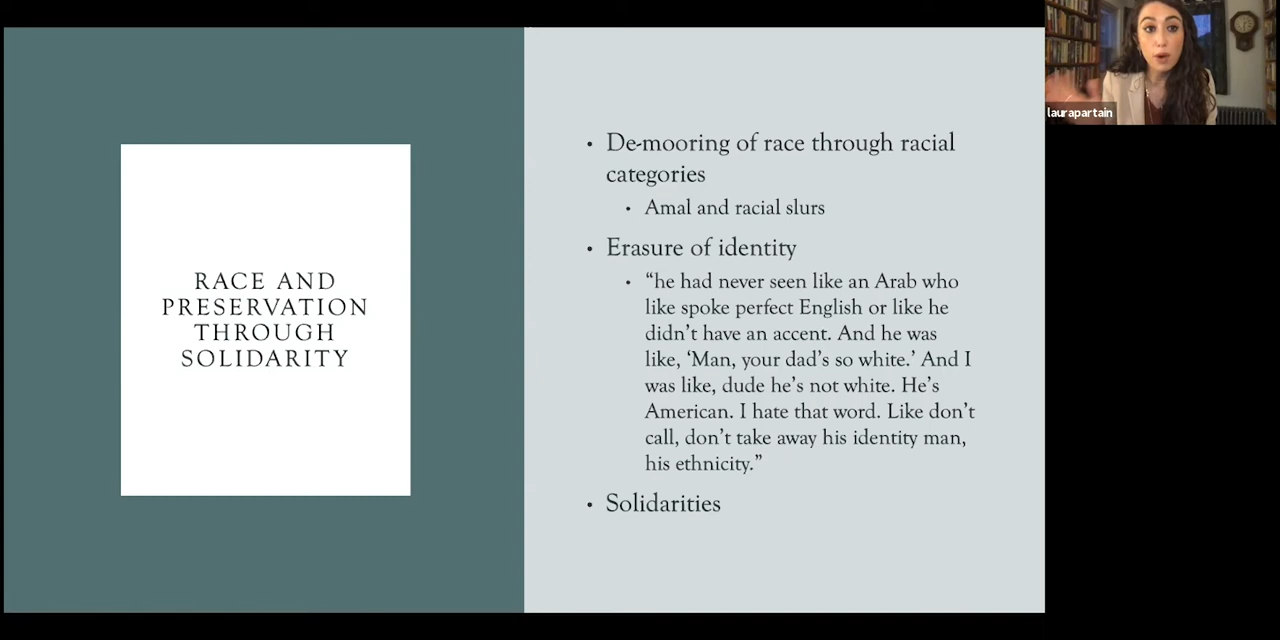 RACE AND
PRESERVATION
THROUGH
SOLIDARITY
• De-mooring of race through racial
categories
• Amal and racial slurs
• Erasure of identity
• “he had never seen like an Arab who
like spoke perfect English or like he
didn’t have an accent. And he was
like, ‘Man, your dad’s so white.’ And I
was like, dude he’s not white. He’s
American. I hate that word. Like don’t
call, don’t take away his identity man,
his ethnicity.”
• Solidarities
laurapartain